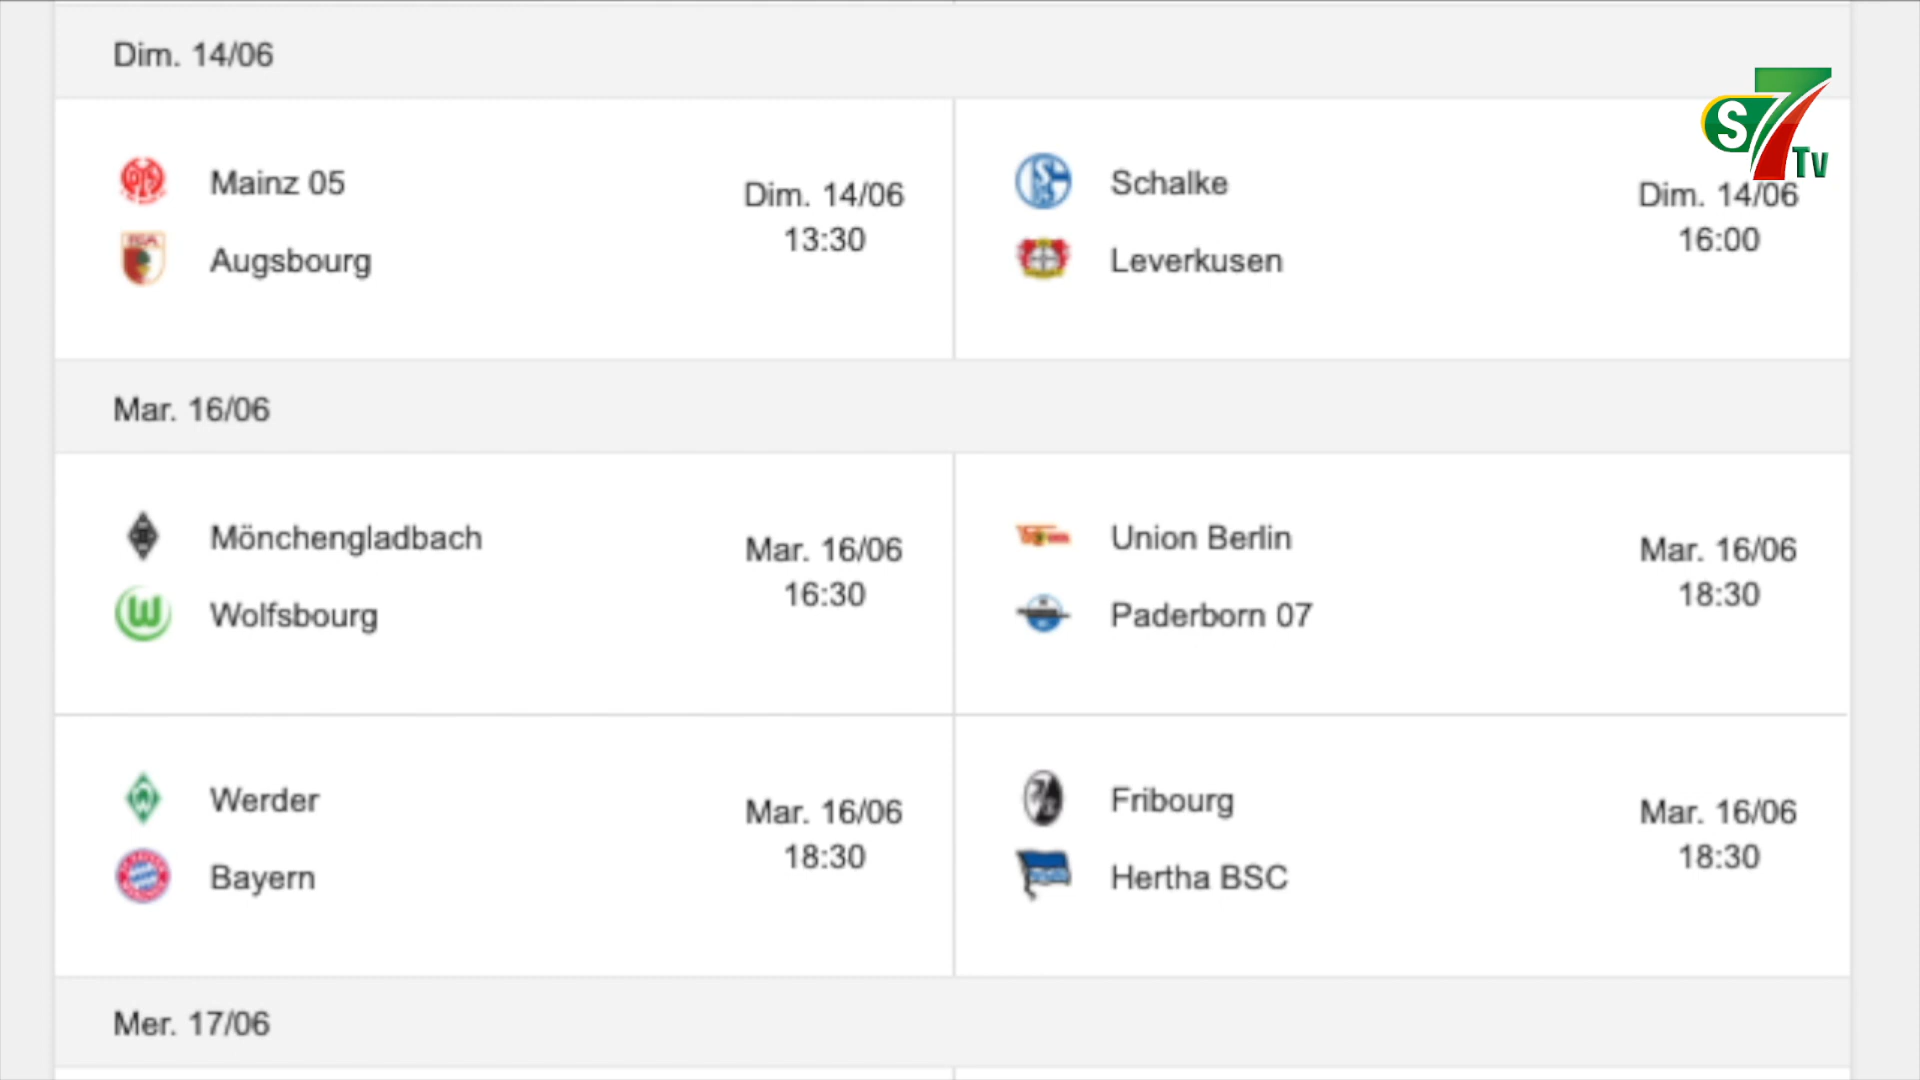 Dim. 14/06
S7Tv
Mainz 05
Augsbourg
Dim. 14/06
13:30
Schalke
Leverkusen
Dim. 14/06
16:00
Mar. 16/06
Mönchengladbach
Wolfsbourg
Mar. 16/06
16:30
Union Berlin
Paderborn 07
Mar. 16/06
18:30
Werder
Bayern
Mar. 16/06
18:30
Fribourg
Hertha BSC
Mar. 16/06
18:30
Mer. 17/06